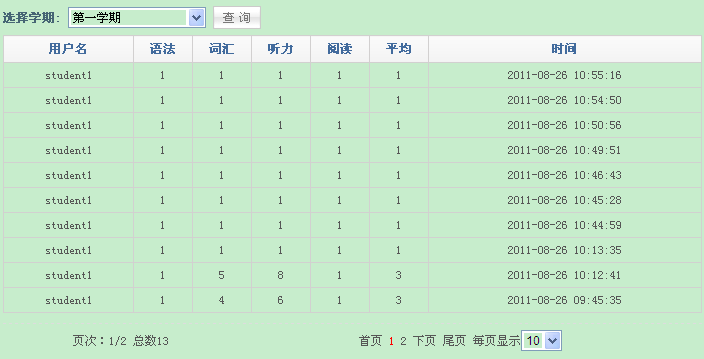 选择学期: 第一学期 查 询
用户名 语法 词汇 听力 阅读 平均 时间
student1 1 1 1 1 1 2011-08-26 10:55:16
student1 1 1 1 1 1 2011-08-26 10:54:50
student1 1 1 1 1 1 2011-08-26 10:50:56
student1 1 1 1 1 1 2011-08-26 10:49:51
student1 1 1 1 1 1 2011-08-26 10:46:43
student1 1 1 1 1 1 2011-08-26 10:45:28
student1 1 1 1 1 1 2011-08-26 10:44:59
student1 1 1 1 1 1 2011-08-26 10:13:35
student1 1 5 8 1 3 2011-08-26 10:12:41
student1 1 4 6 1 3 2011-08-26 09:45:35
页次：1/2 总数13 首页 1 2 下页 尾页 每页显示 10